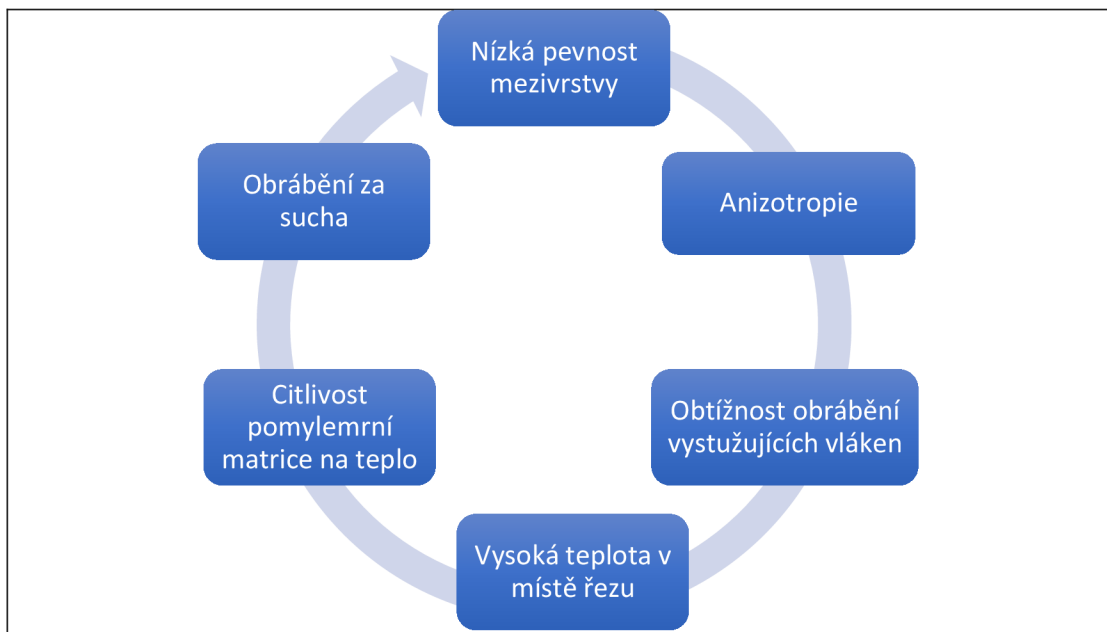 Nízká pevnost
mezivrstvy
Anizotropie
Obtížnost obrábění
vystužujících vláken
Vysoká teplota v
místě řezu
Citlivost
pomylemrní
matrice na teplo
Obrábění za
sucha